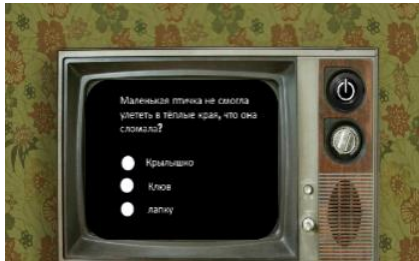 Маленькая птичка не смогла
улететь в тёплые края, что она
сломала?
Крылышко
Клюв
лапку